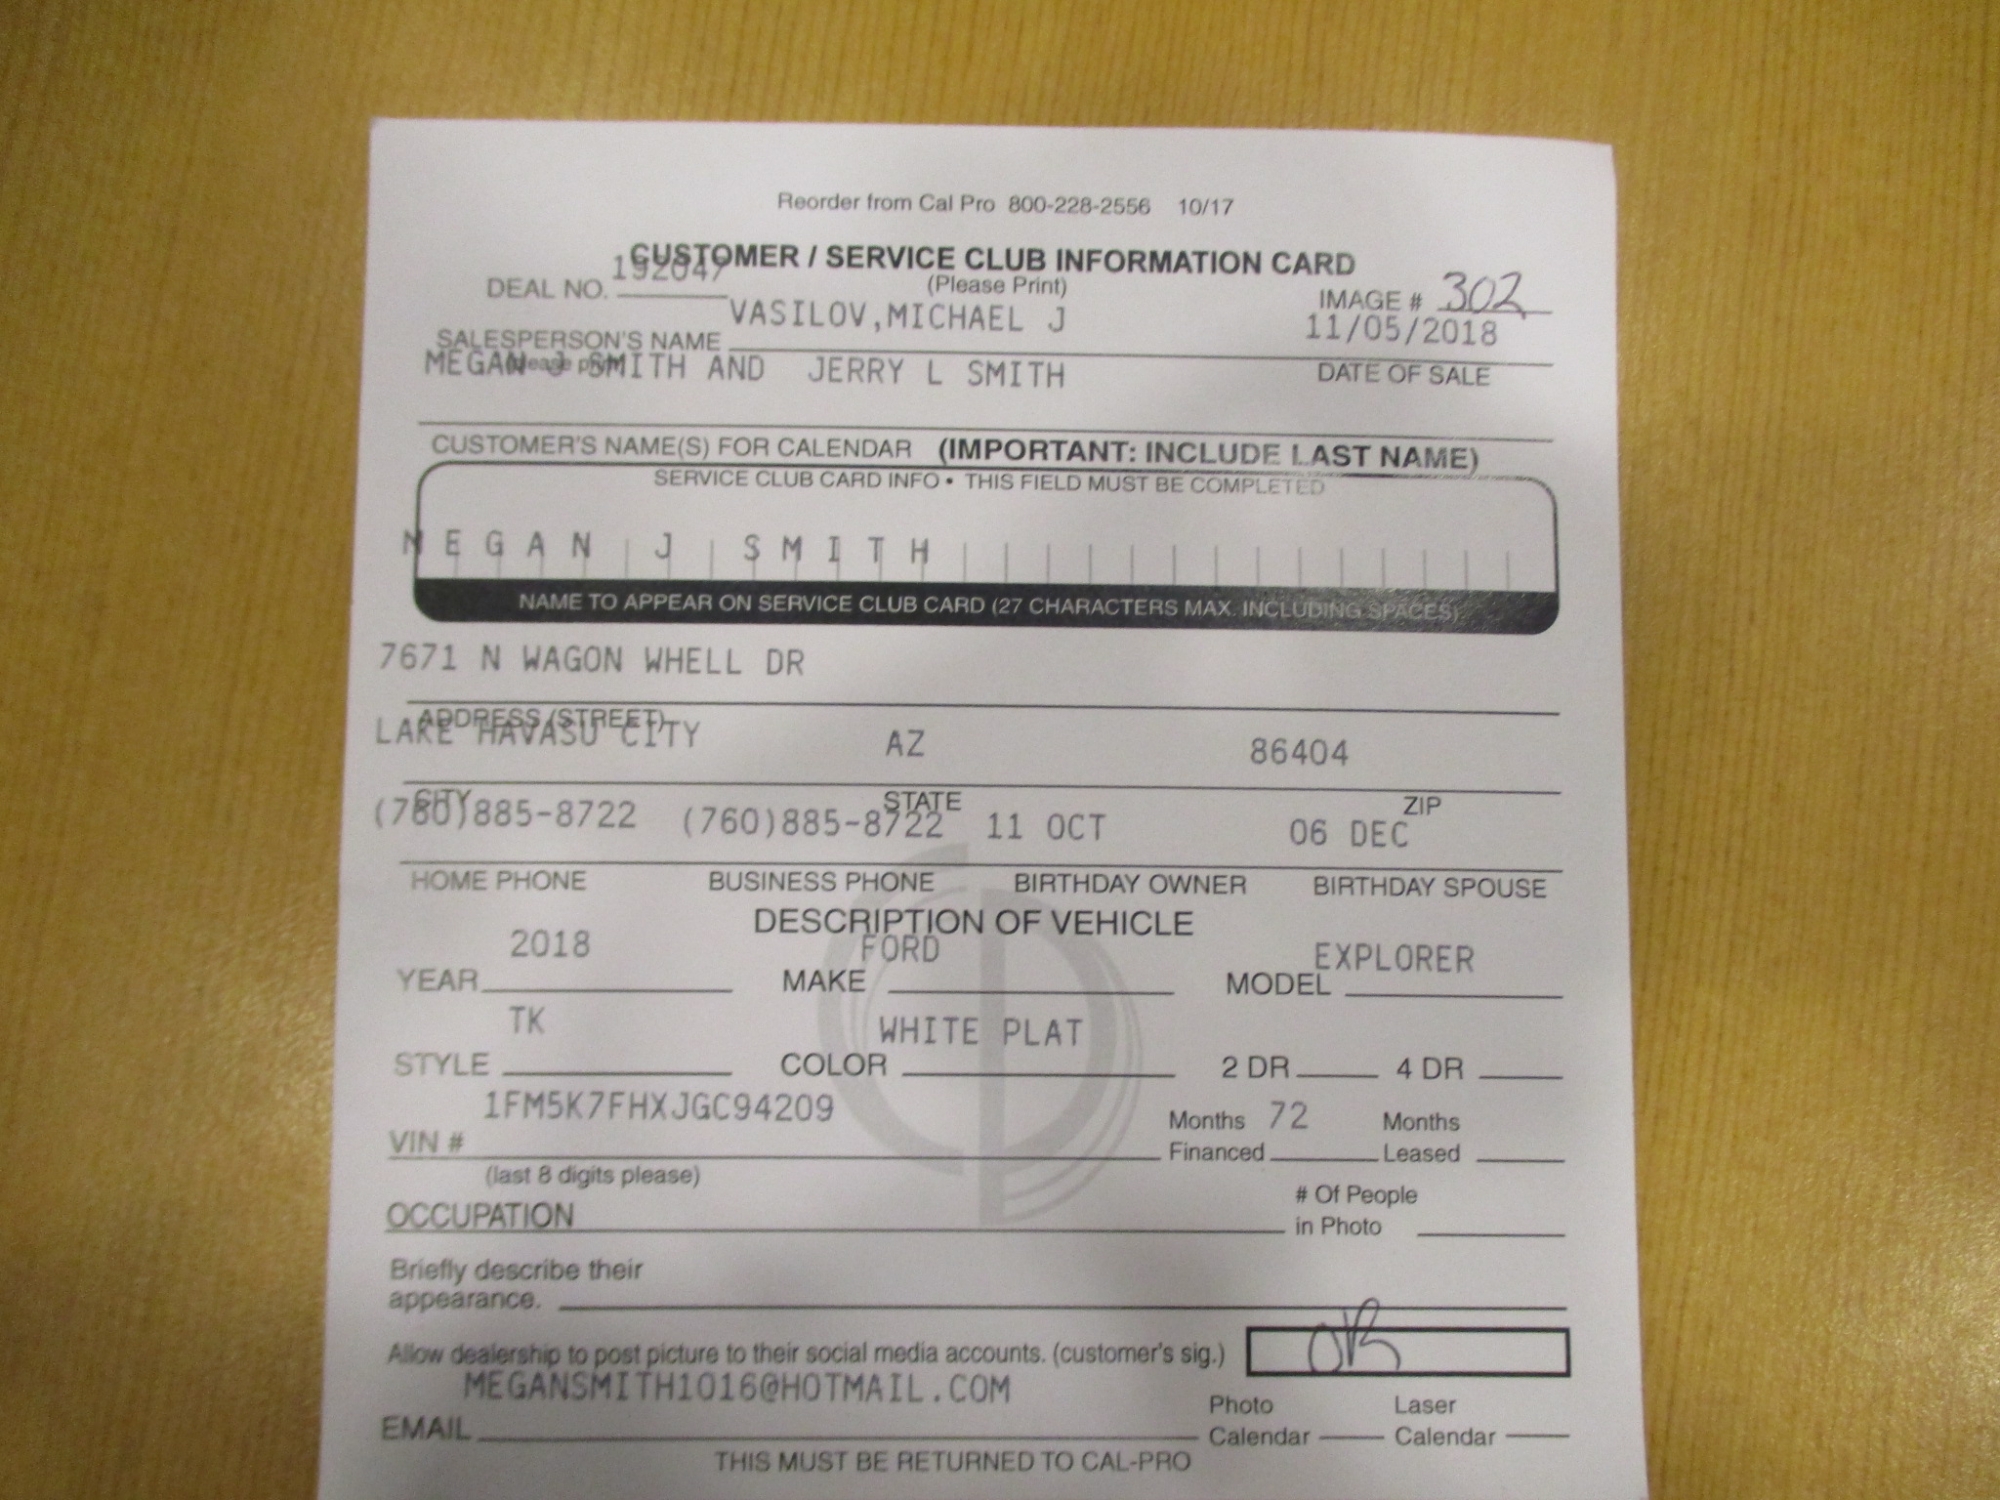 Reorder from Cal Pro 800-228-2556 10/17
CUSTOMER / SERVICE CLUB INFORMATION CARD
192047
DEAL NO. (Please Print) IMAGE # 302
VASILOV,MICHAEL J 11/05/2018
SALESPERSON'S NAME
(please print)
MEGAN J SMITH AND JERRY L SMITH DATE OF SALE
CUSTOMER'S NAME(S) FOR CALENDAR (IMPORTANT: INCLUDE LAST NAME)
SERVICE CLUB CARD INFO • THIS FIELD MUST BE COMPLETED
MEGAN J SMITH
NAME TO APPEAR ON SERVICE CLUB CARD (27 CHARACTERS MAX. INCLUDING SPACES)
7671 N WAGON WHELL DR
ADDRESS (STREET)
LAKE HAVASU CITY AZ 86404
CITY STATE ZIP
(760)885-8722 (760)885-8722 11 OCT 06 DEC
HOME PHONE BUSINESS PHONE BIRTHDAY OWNER BIRTHDAY SPOUSE
DESCRIPTION OF VEHICLE
2018 FORD EXPLORER
YEAR MAKE MODEL
TK WHITE PLAT
STYLE COLOR 2 DR 4 DR
1FM5K7FHXJGC94209 Months 72 Months
VIN # Financed Leased
(last 8 digits please)
# Of People
OCCUPATION in Photo
Briefly describe their
appearance.
Allow dealership to post picture to their social media accounts. (customer's sig.) OK
MEGANSMITH1016@HOTMAIL.COM
Photo Laser
EMAIL Calendar Calendar
THIS MUST BE RETURNED TO CAL-PRO